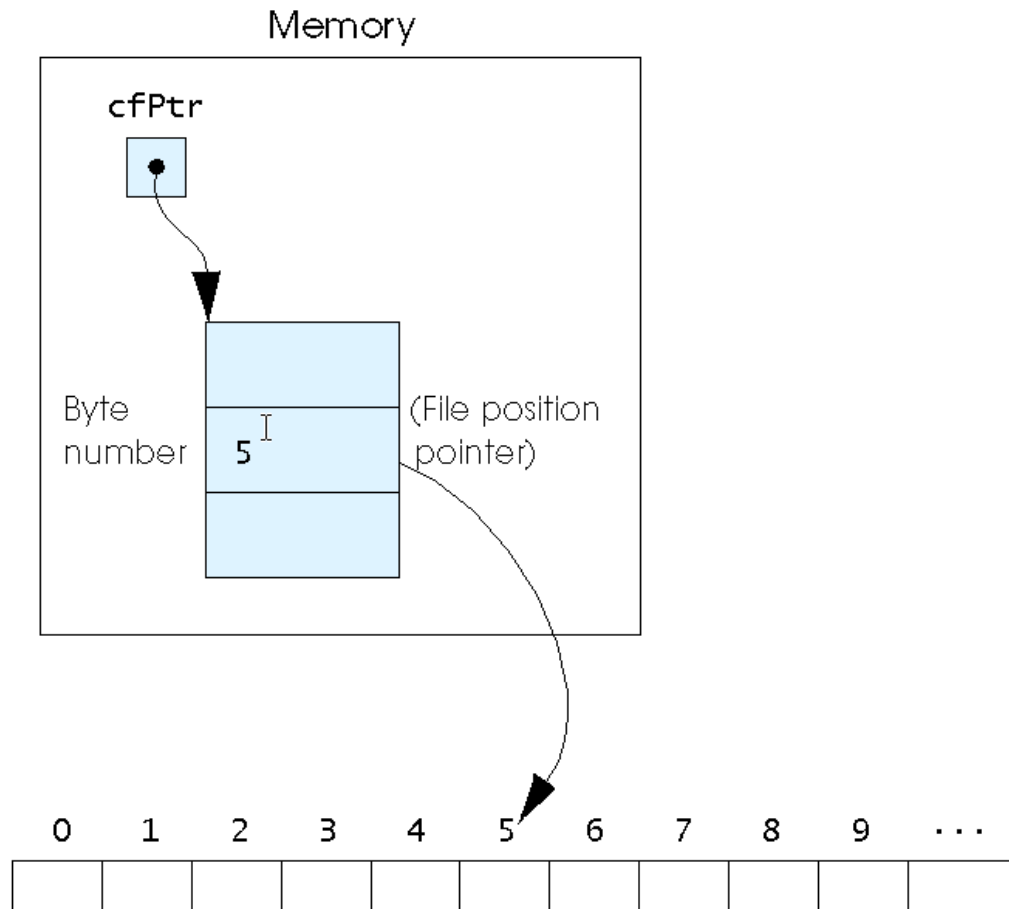 Memory
cfPtr
Byte
number
5
(File position
pointer)
0 1 2 3 4 5 6 7 8 9 ...